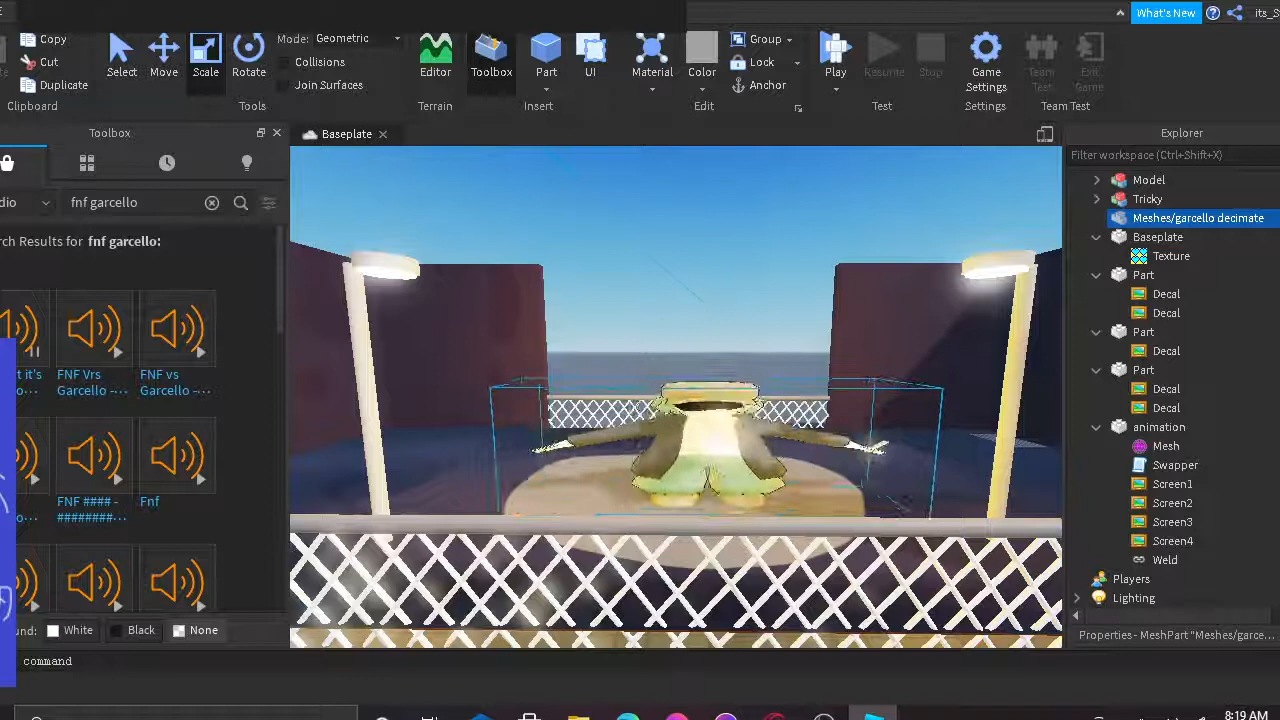 What's New
its_S
Copy
Cut
Duplicate
Clipboard
Select
Move
Scale
Rotate
Mode: Geometric
Collisions
Join Surfaces
Tools
Editor
Terrain
Toolbox
Part
UI
Insert
Material
Color
Group
Lock
Anchor
Edit
Play
Resume
Stop
Test
Game
Settings
Settings
Team
Test
Exit
Game
Team Test
Toolbox
Baseplate
Explorer
Filter workspace (Ctrl+Shift+X)
dio
fnf garcello
rch Results for fnf garcello:
t it's
FNF Vrs
Garcello -...
FNF vs
Garcello -...
FNF #### -
########...
Fnf
und:
White
Black
None
command
Model
Tricky
Meshes/garcello decimate
Baseplate
Texture
Part
Decal
Decal
Part
Decal
Part
Decal
Decal
animation
Mesh
Swapper
Screen1
Screen2
Screen3
Screen4
Weld
Players
Lighting
Properties - MeshPart "Meshes/garce...
8:19 AM